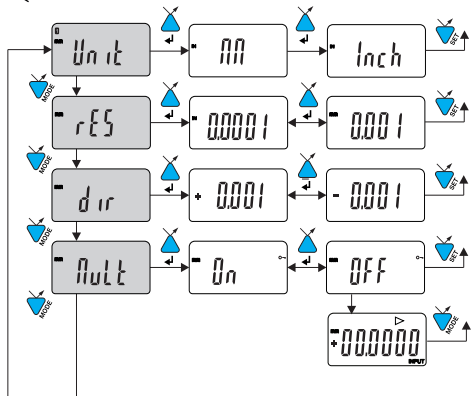 Unit MM Inch SET
MODE
rES 0.0001 0.001 SET
MODE
dir + 0.001 - 0.001 SET
MODE
Mult On OFF SET
MODE
+00.0000 MODE
INPUT